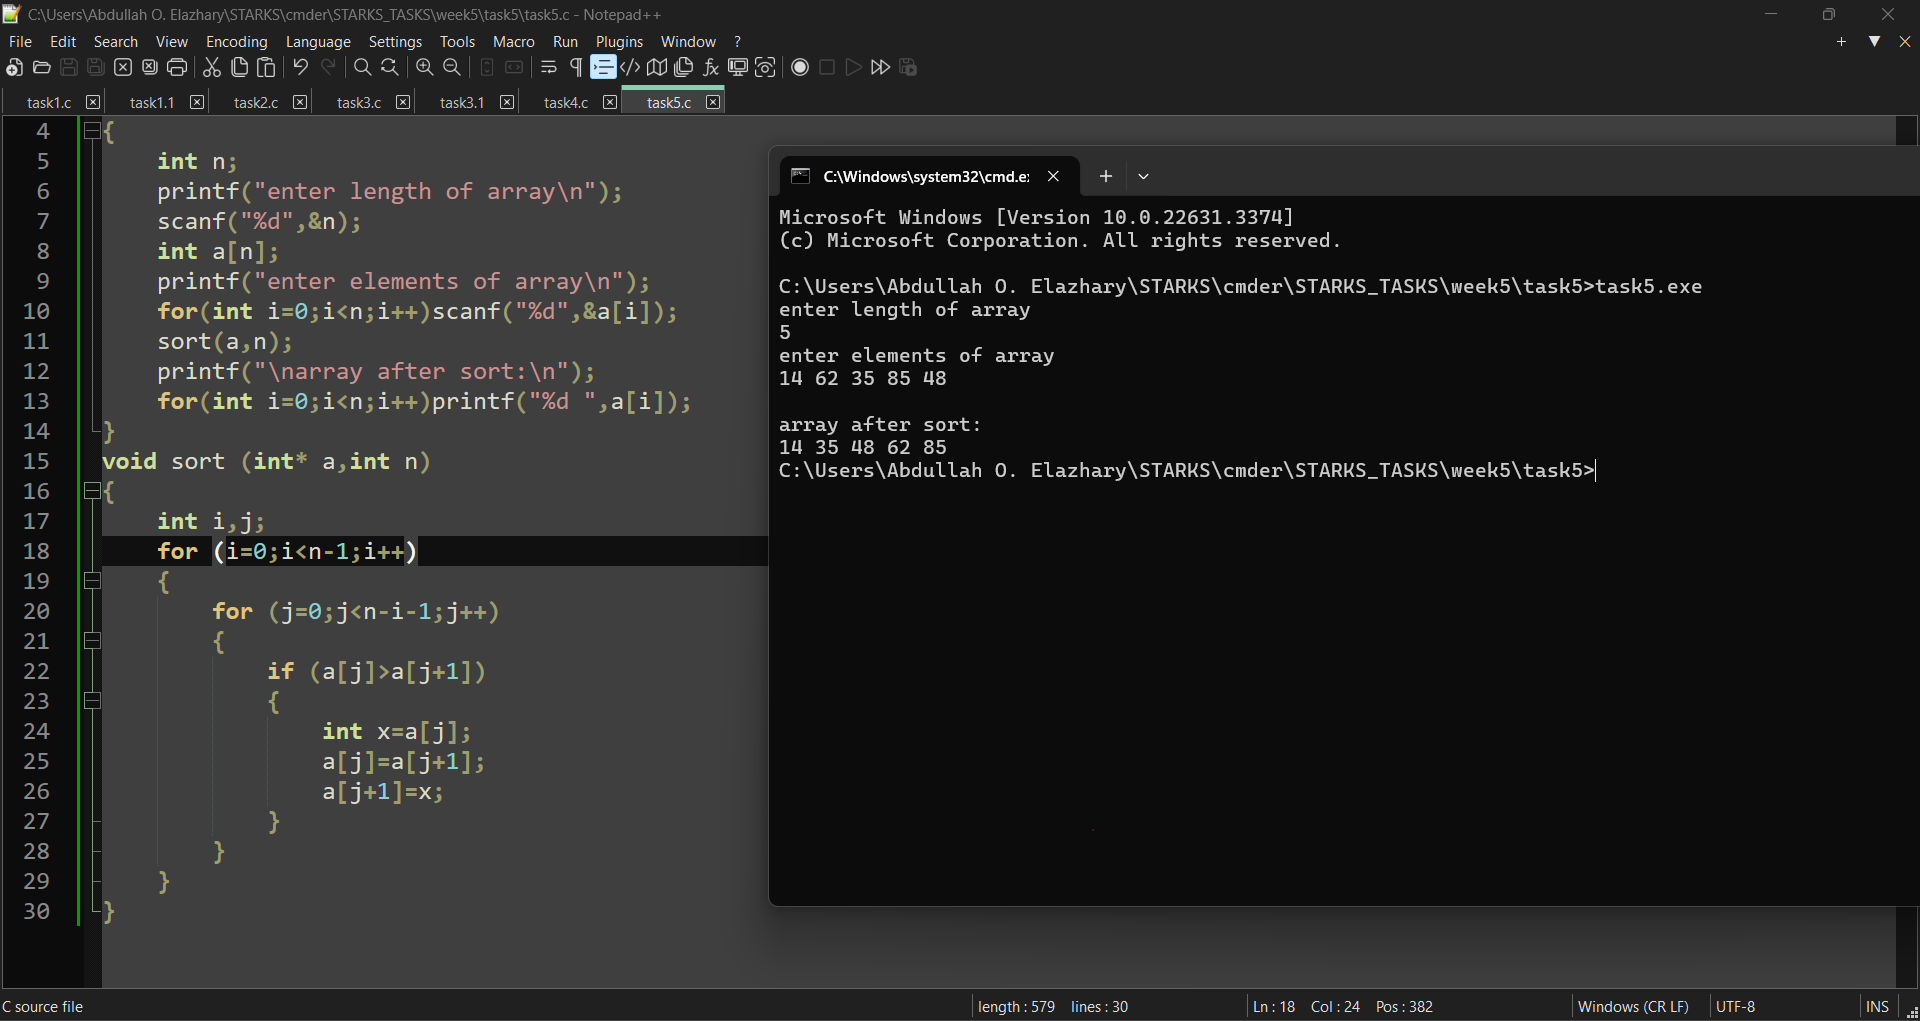 C:\Users\Abdullah O. Elazhary\STARKS\cmder\STARKS_TASKS\week5\task5\task5.c - Notepad++
File Edit Search View Encoding Language Settings Tools Macro Run Plugins Window ?
task1.c task1.1 task2.c task3.c task3.1 task4.c task5.c
4 {
5 int n;
6 printf("enter length of array\n");
7 scanf("%d",&n);
8 int a[n];
9 printf("enter elements of array\n");
10 for(int i=0;i<n;i++)scanf("%d",&a[i]);
11 sort(a,n);
12 printf("\narray after sort:\n");
13 for(int i=0;i<n;i++)printf("%d ",a[i]);
14 }
15 void sort (int* a,int n)
16 {
17 int i,j;
18 for (i=0;i<n-1;i++)
19 {
20 for (j=0;j<n-i-1;j++)
21 {
22 if (a[j]>a[j+1])
23 {
24 int x=a[j];
25 a[j]=a[j+1];
26 a[j+1]=x;
27 }
28 }
29 }
30 }
C:\Windows\system32\cmd.e
Microsoft Windows [Version 10.0.22631.3374]
(c) Microsoft Corporation. All rights reserved.
C:\Users\Abdullah O. Elazhary\STARKS\cmder\STARKS_TASKS\week5\task5>task5.exe
enter length of array
5
enter elements of array
14 62 35 85 48
array after sort:
14 35 48 62 85
C:\Users\Abdullah O. Elazhary\STARKS\cmder\STARKS_TASKS\week5\task5>
C source file length : 579 lines : 30 Ln : 18 Col : 24 Pos : 382 Windows (CR LF) UTF-8 INS